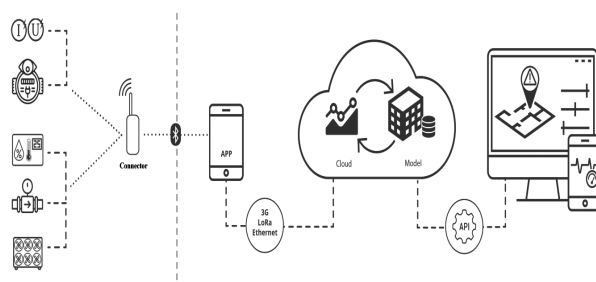 I U
Connector
APP
3G
LoRa
Ethernet
Cloud
Model
API